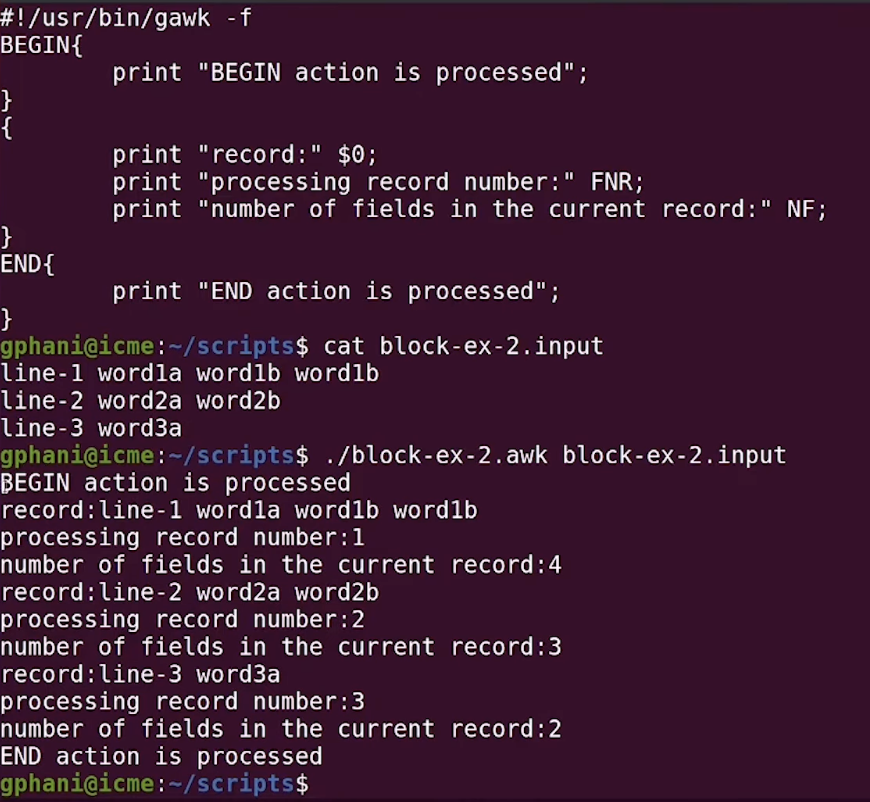 #!/usr/bin/gawk -f
BEGIN{
        print "BEGIN action is processed";
}
{
        print "record:" $0;
        print "processing record number:" FNR;
        print "number of fields in the current record:" NF;
}
END{
        print "END action is processed";
}
gphani@icme:~/scripts$ cat block-ex-2.input
line-1 word1a word1b word1b
line-2 word2a word2b
line-3 word3a
gphani@icme:~/scripts$ ./block-ex-2.awk block-ex-2.input
BEGIN action is processed
record:line-1 word1a word1b word1b
processing record number:1
number of fields in the current record:4
record:line-2 word2a word2b
processing record number:2
number of fields in the current record:3
record:line-3 word3a
processing record number:3
number of fields in the current record:2
END action is processed
gphani@icme:~/scripts$